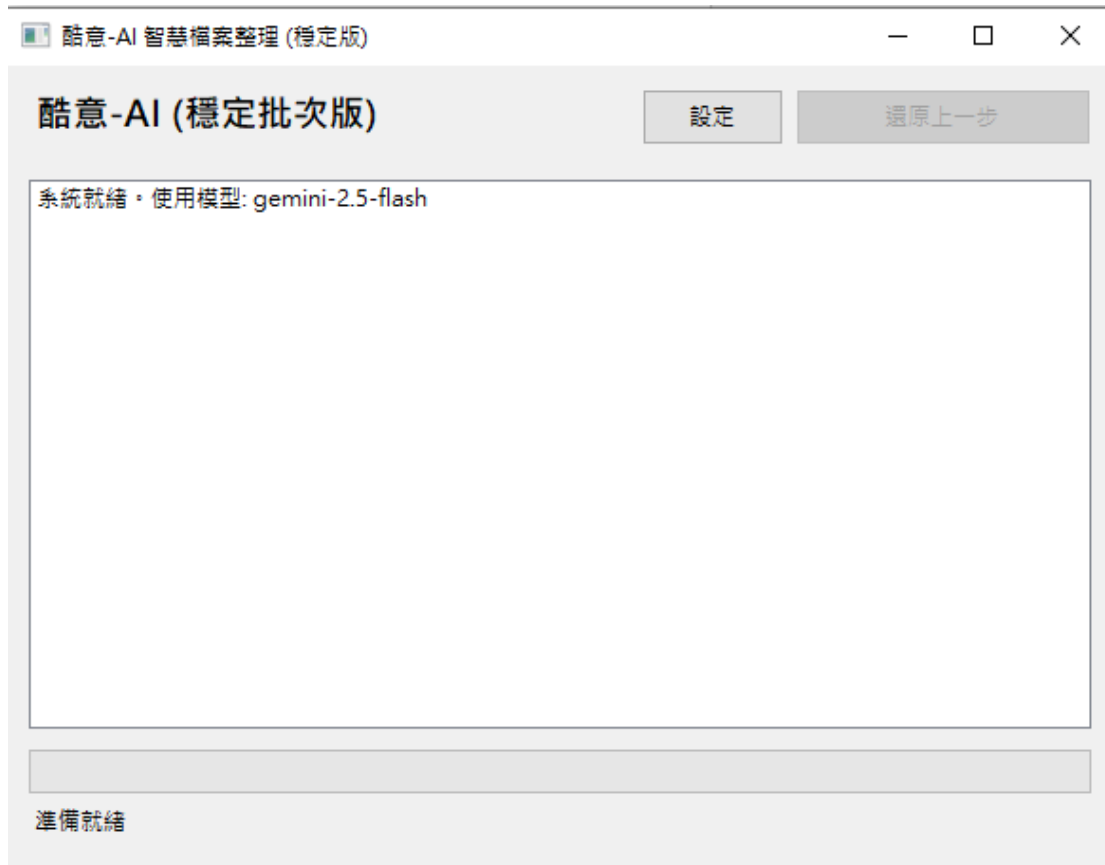 酷意-AI 智慧檔案整理 (穩定版)
酷意-AI (穩定批次版)
設定
還原上一步
系統就緒。使用模型: gemini-2.5-flash
準備就緒